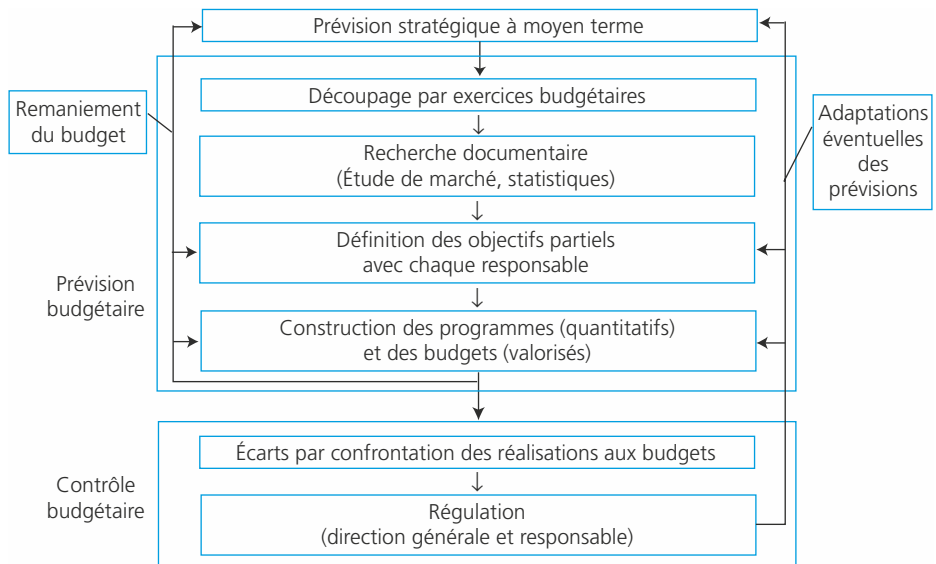 Prévision stratégique à moyen terme
Découpage par exercices budgétaires
Remaniement
du budget
Adaptations
éventuelles
des
prévisions
Recherche documentaire
(Étude de marché, statistiques)
Définition des objectifs partiels
avec chaque responsable
Prévision
budgétaire
Construction des programmes (quantitatifs)
et des budgets (valorisés)
Écarts par confrontation des réalisations aux budgets
Contrôle
budgétaire
Régulation
(direction générale et responsable)